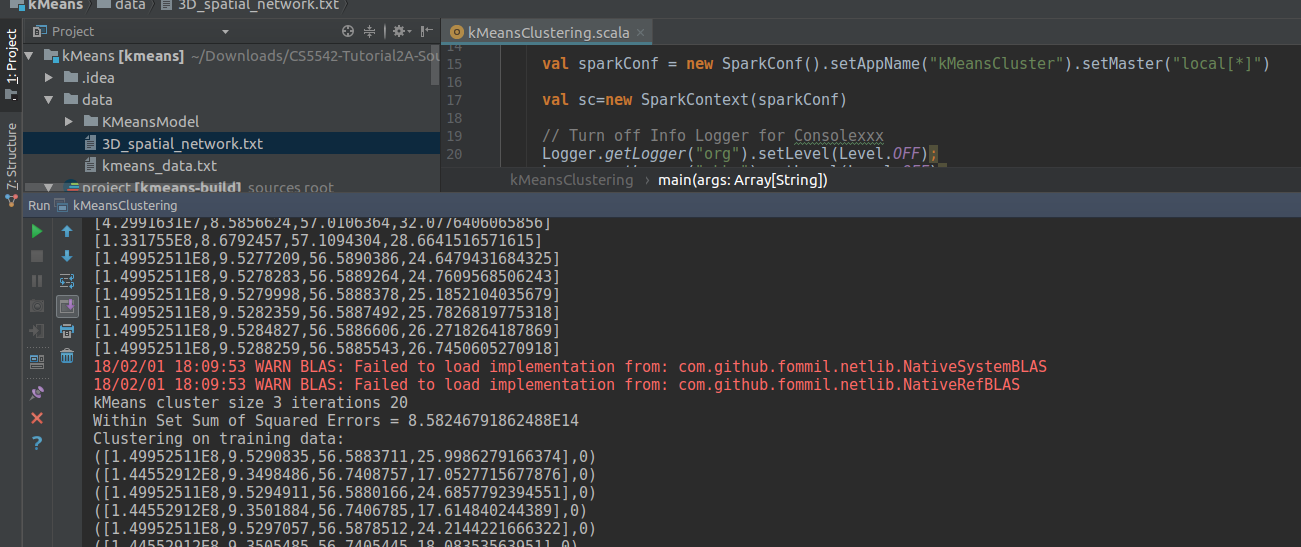 kMeans data 3D_spatial_network.txt
1: Project
7: Structure
Project
kMeans [kmeans] ~/Downloads/CS5542-Tutorial2A-Sou
.idea
data
KMeansModel
3D_spatial_network.txt
kmeans_data.txt
project [kmeans-build] sources root
kMeansClustering.scala
14
15 val sparkConf = new SparkConf().setAppName("kMeansCluster").setMaster("local[*]")
16
17 val sc=new SparkContext(sparkConf)
18
19 // Turn off Info Logger for Consolexxx
20 Logger.getLogger("org").setLevel(Level.OFF);
kMeansClustering › main(args: Array[String])
Run kMeansClustering
[4.2991631E7,8.5856624,57.0106364,32.0776406065856]
[1.331755E8,8.6792457,57.1094304,28.6641516571615]
[1.49952511E8,9.5277209,56.5890386,24.6479431684325]
[1.49952511E8,9.5278283,56.5889264,24.7609568506243]
[1.49952511E8,9.5279998,56.5888378,25.1852104035679]
[1.49952511E8,9.5282359,56.5887492,25.7826819775318]
[1.49952511E8,9.5284827,56.5886606,26.2718264187869]
[1.49952511E8,9.5288259,56.5885543,26.7450605270918]
18/02/01 18:09:53 WARN BLAS: Failed to load implementation from: com.github.fommil.netlib.NativeSystemBLAS
18/02/01 18:09:53 WARN BLAS: Failed to load implementation from: com.github.fommil.netlib.NativeRefBLAS
kMeans cluster size 3 iterations 20
Within Set Sum of Squared Errors = 8.58246791862488E14
Clustering on training data:
([1.49952511E8,9.5290835,56.5883711,25.9986279166374],0)
([1.44552912E8,9.3498486,56.7408757,17.0527715677876],0)
([1.49952511E8,9.5294911,56.5880166,24.6857792394551],0)
([1.44552912E8,9.3501884,56.7406785,17.614840244389],0)
([1.49952511E8,9.5297057,56.5878512,24.2144221666322],0)
([1.44552912E8,9.3505485,56.7405445,18.08353563951],0)